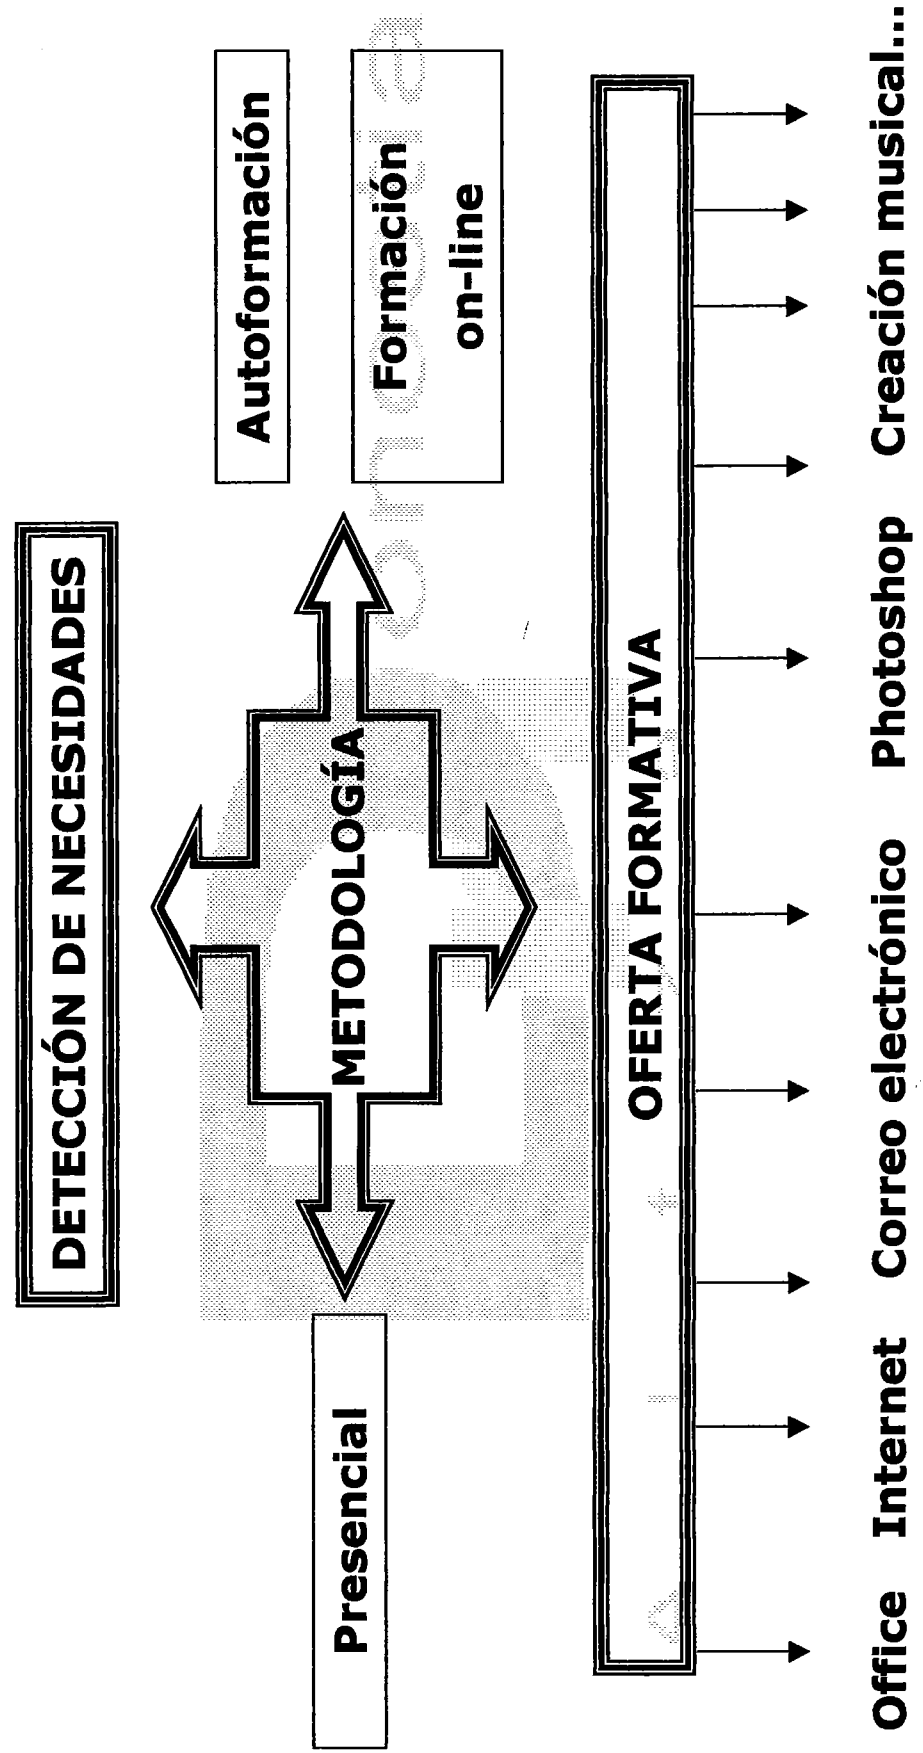 DETECCIÓN DE NECESIDADES
Autoformación
Presencial
METODOLOGÍA
Formación
on-line
OFERTA FORMATIVA
Office Internet Correo electrónico Photoshop Creación musical...